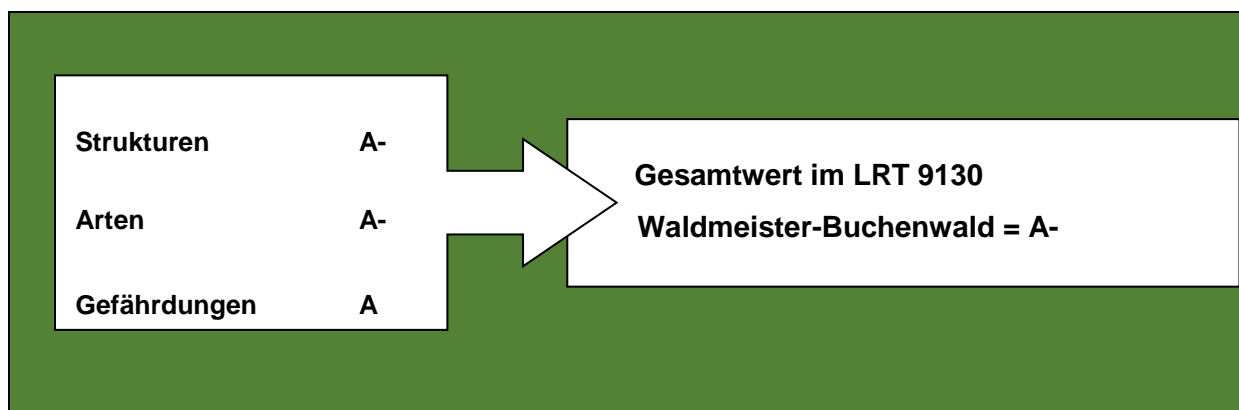 Strukturen A-
Arten A-
Gefährdungen A
Gesamtwert im LRT 9130
Waldmeister-Buchenwald = A-